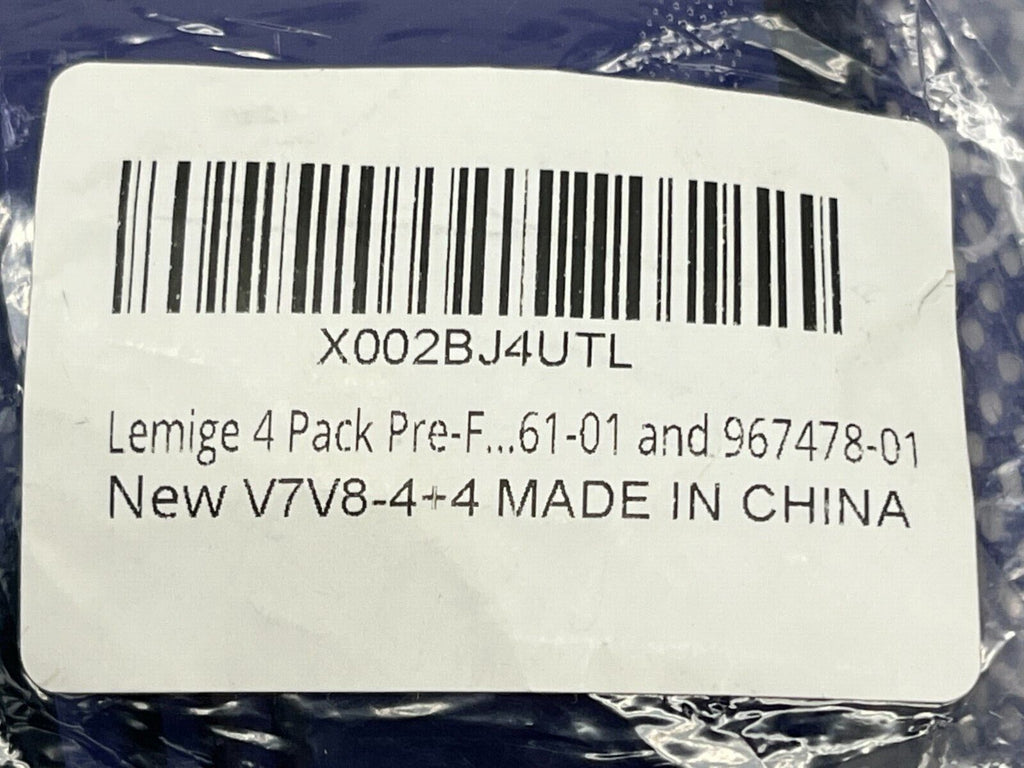 X002BJ4UTL
Lemige 4 Pack Pre-F...61-01 and 967478-01
New V7V8-4+4 MADE IN CHINA